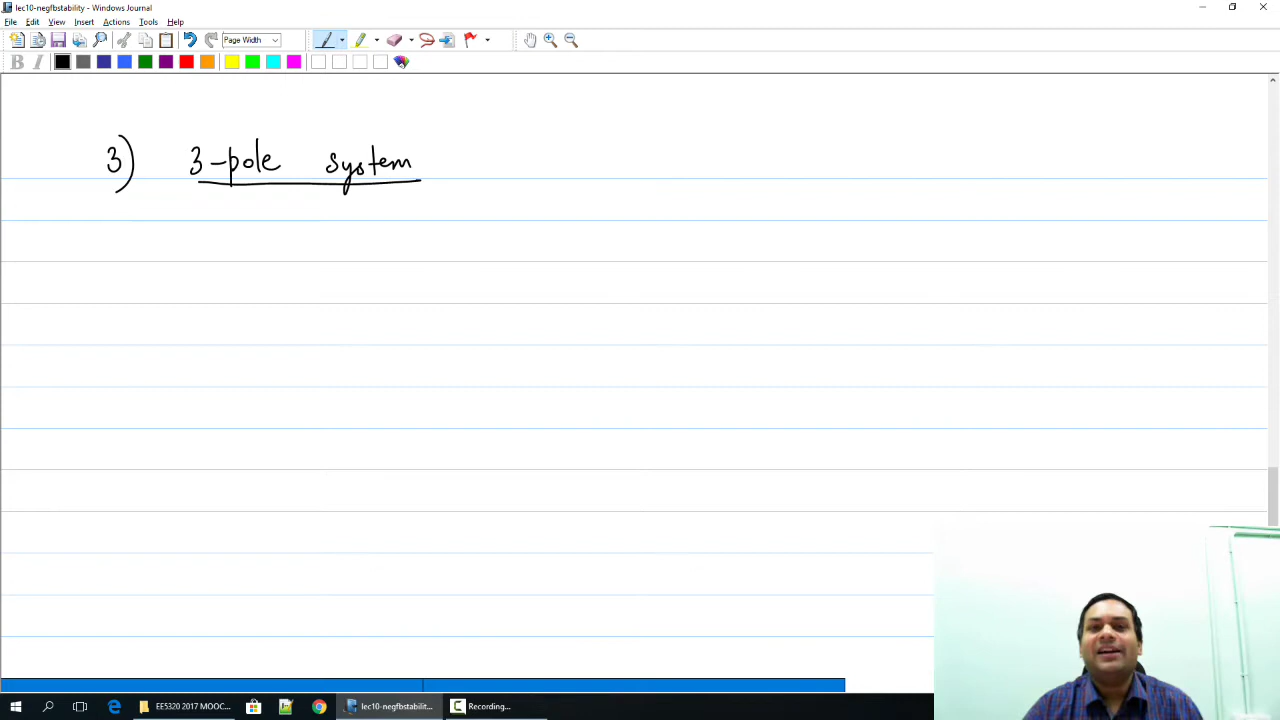 lec10-negfbstability - Windows Journal
File Edit View Insert Actions Tools Help
Page Width
B I
3) 3-pole system
EE5320 2017 MOOC...
lec10-negfbstabilit...
Recording...